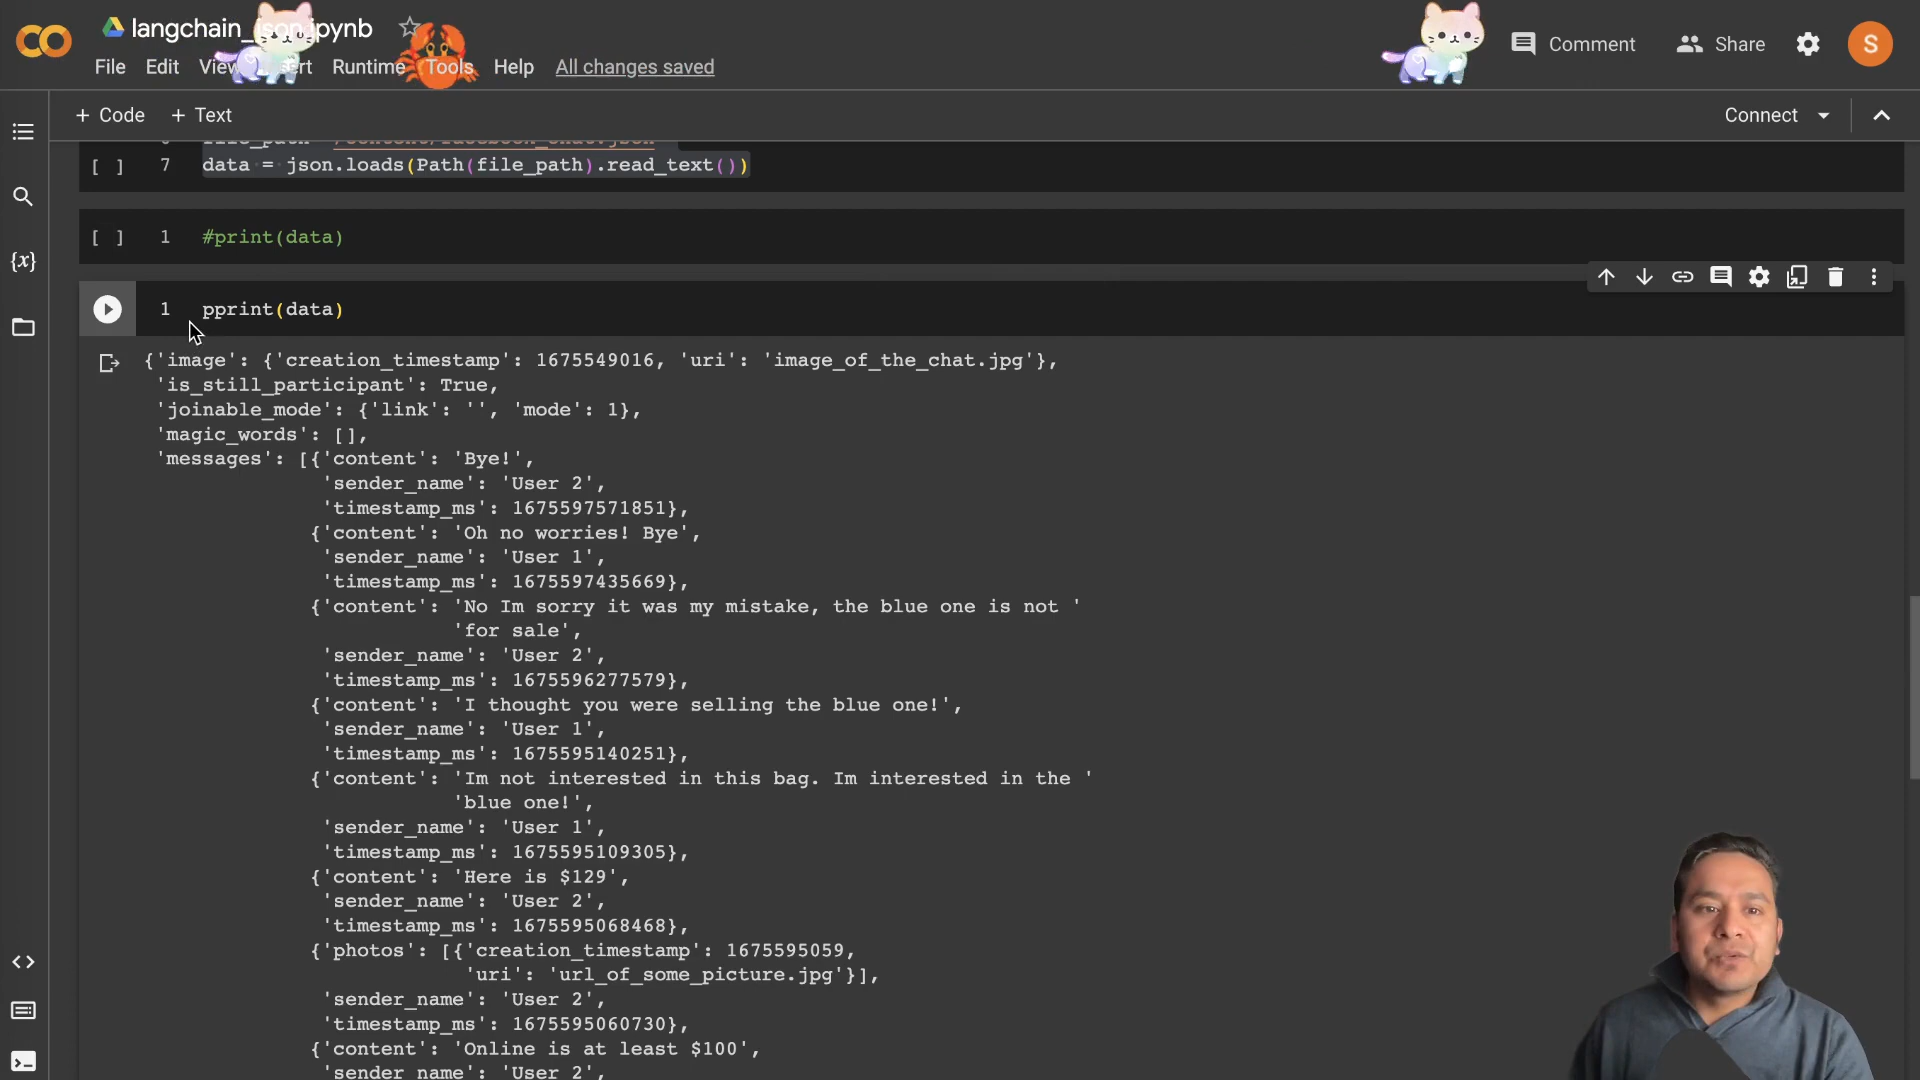 langchain_json.ipynb
File Edit View Insert Runtime Tools Help All changes saved
Comment
Share
S
+ Code + Text
Connect
{x}
[ ] 7 data = json.loads(Path(file_path).read_text())
[ ] 1 #print(data)
1 pprint(data)
{'image': {'creation_timestamp': 1675549016, 'uri': 'image_of_the_chat.jpg'},
'is_still_participant': True,
'joinable_mode': {'link': '', 'mode': 1},
'magic_words': [],
'messages': [{'content': 'Bye!',
'sender_name': 'User 2',
'timestamp_ms': 1675597571851},
{'content': 'Oh no worries! Bye',
'sender_name': 'User 1',
'timestamp_ms': 1675597435669},
{'content': 'No Im sorry it was my mistake, the blue one is not '
'for sale',
'sender_name': 'User 2',
'timestamp_ms': 1675596277579},
{'content': 'I thought you were selling the blue one!',
'sender_name': 'User 1',
'timestamp_ms': 1675595140251},
{'content': 'Im not interested in this bag. Im interested in the '
'blue one!',
'sender_name': 'User 1',
'timestamp_ms': 1675595109305},
{'content': 'Here is $129',
'sender_name': 'User 2',
'timestamp_ms': 1675595068468},
{'photos': [{'creation_timestamp': 1675595059,
'uri': 'url_of_some_picture.jpg'}],
'sender_name': 'User 2',
'timestamp_ms': 1675595060730},
{'content': 'Online is at least $100',
'sender_name': 'User 2',